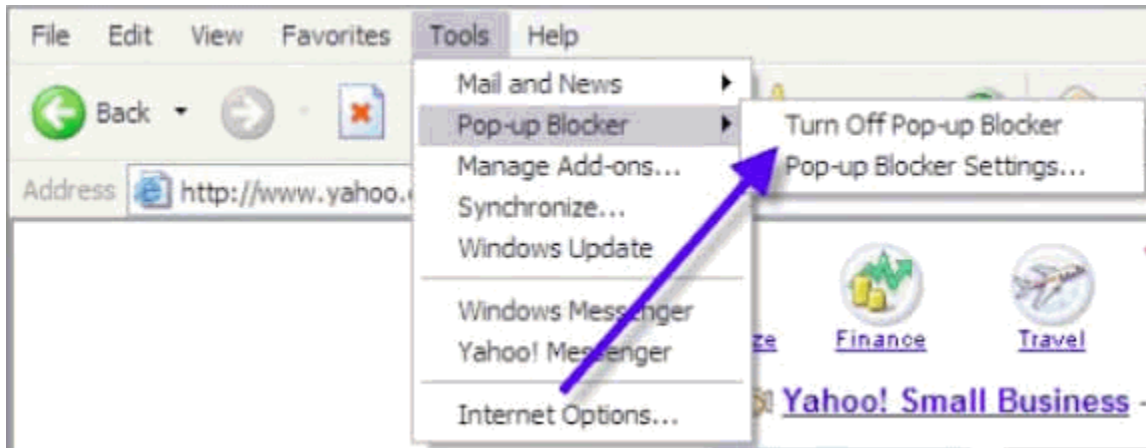 File Edit View Favorites Tools Help
Mail and News
Back
Pop-up Blocker
Turn Off Pop-up Blocker
Manage Add-ons...
Pop-up Blocker Settings...
Address http://www.yahoo.
Synchronize...
Windows Update
Windows Messenger
Yahoo! Messenger
ze Finance Travel
Internet Options...
Yahoo! Small Business -